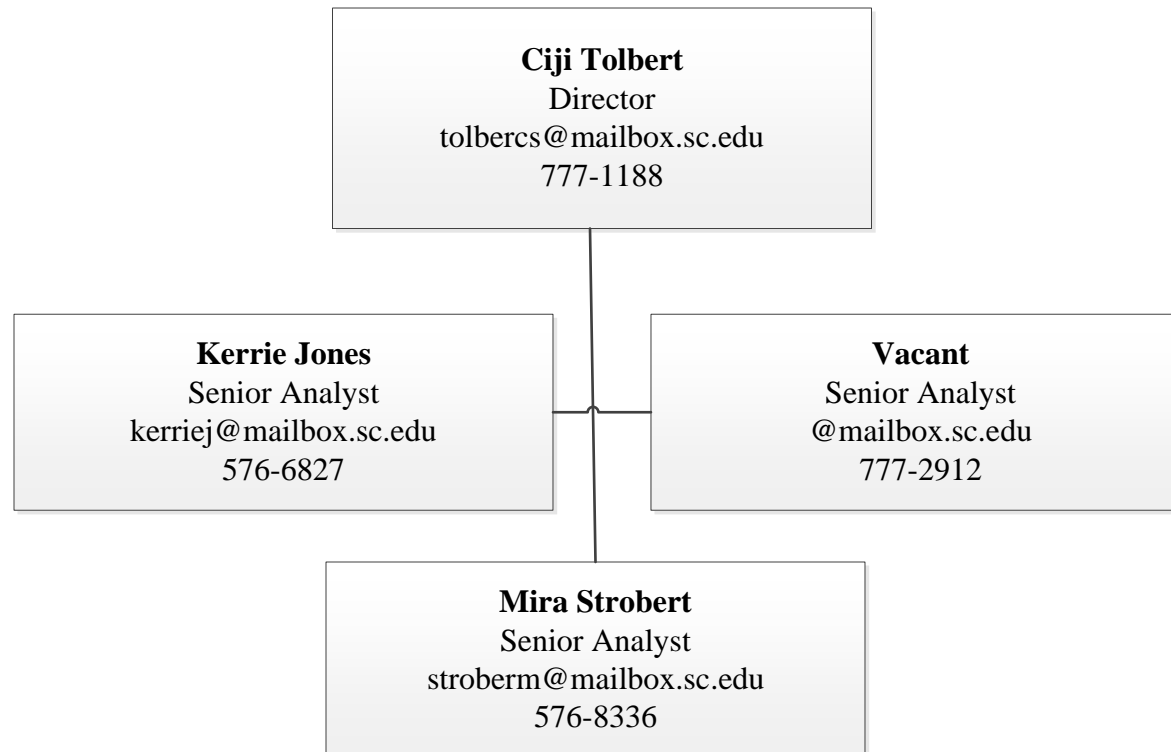 Ciji Tolbert
Director
tolbercs@mailbox.sc.edu
777-1188
Kerrie Jones
Senior Analyst
kerriej@mailbox.sc.edu
576-6827
Vacant
Senior Analyst
@mailbox.sc.edu
777-2912
Mira Strobert
Senior Analyst
stroberm@mailbox.sc.edu
576-8336